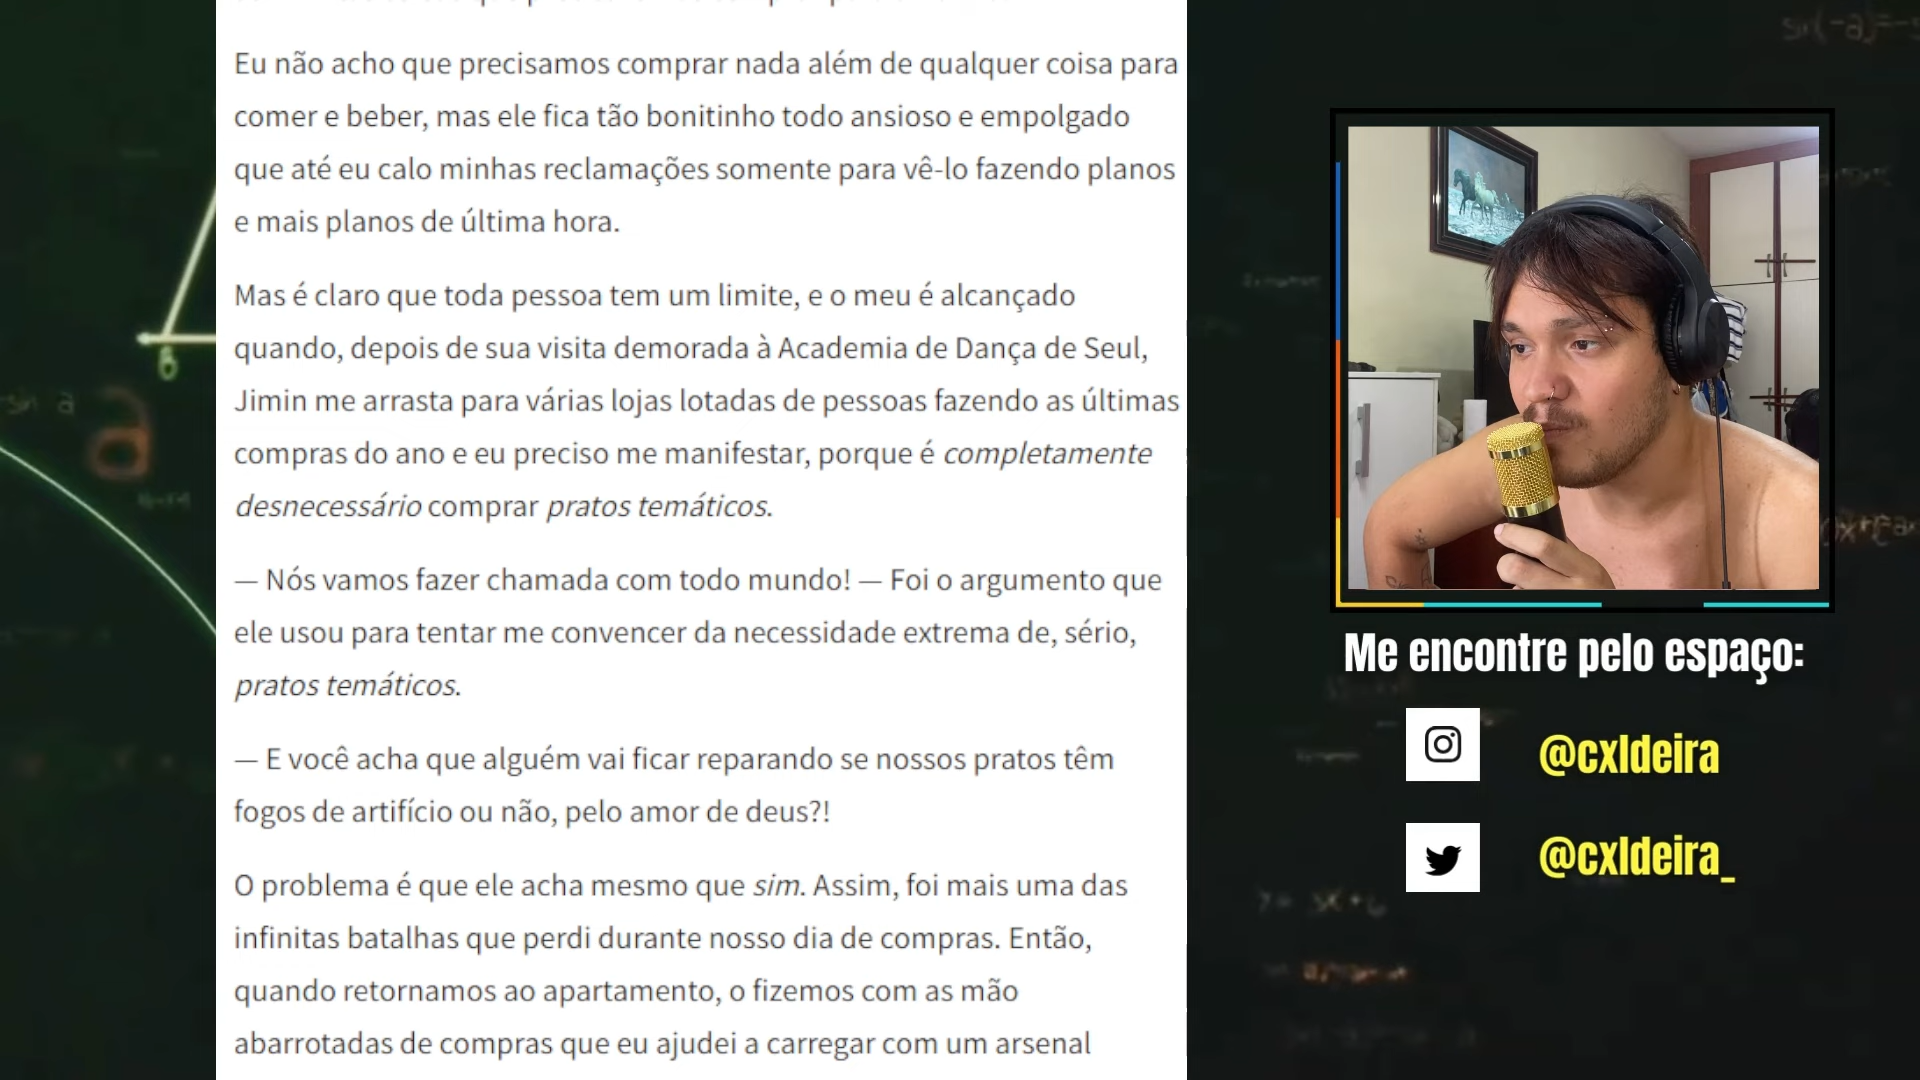 Eu não acho que precisamos comprar nada além de qualquer coisa para
comer e beber, mas ele fica tão bonitinho todo ansioso e empolgado
que até eu calo minhas reclamações somente para vê-lo fazendo planos
e mais planos de última hora.
Mas é claro que toda pessoa tem um limite, e o meu é alcançado
quando, depois de sua visita demorada à Academia de Dança de Seul,
Jimin me arrasta para várias lojas lotadas de pessoas fazendo as últimas
compras do ano e eu preciso me manifestar, porque é completamente
desnecessário comprar pratos temáticos.
— Nós vamos fazer chamada com todo mundo! — Foi o argumento que
ele usou para tentar me convencer da necessidade extrema de, sério,
pratos temáticos.
— E você acha que alguém vai ficar reparando se nossos pratos têm
fogos de artifício ou não, pelo amor de deus?!
O problema é que ele acha mesmo que sim. Assim, foi mais uma das
infinitas batalhas que perdi durante nosso dia de compras. Então,
quando retornamos ao apartamento, o fizemos com as mão
abarrotadas de compras que eu ajudei a carregar com um arsenal
Me encontre pelo espaço:
@cxldeira
@cxldeira_